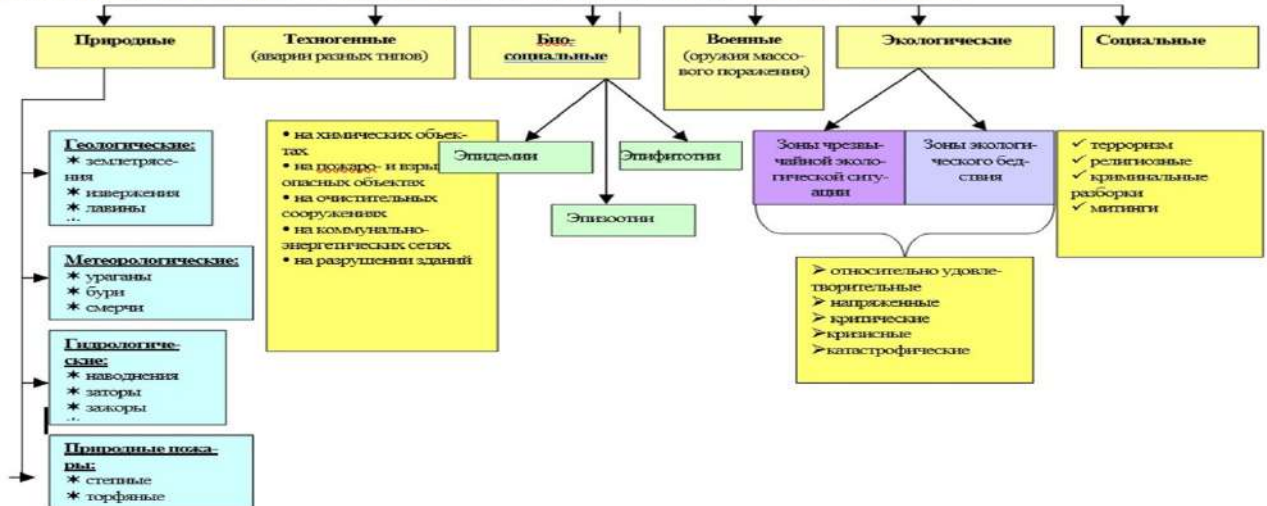 Природные
Техногенные
(аварии разных типов)
Био-
социальные
Военные
(оружия массо-
вого поражения)
Экологические
Социальные
Геологические:
✶ землетрясе-
ния
✶ извержения
✶ лавины
Метеорологические:
✶ ураганы
✶ бури
✶ смерчи
Гидрологиче-
ские:
✶ наводнения
✶ заторы
✶ зажоры
Природные пожа-
ры:
✶ степные
✶ торфяные
• на химических объек-
тах
• на пожаро- и взры
опасных объектах
• на очистительных
сооружениях
• на коммунально-
энергетических сетях
• на разрушении зданий
Эпидемии
Эпифитотии
Эпизоотии
Зоны чрезвы-
чайной эколо-
гической ситу-
ации
Зоны экологи-
ческого бед-
ствия
➢ относительно удовле-
творительные
➢ напряженные
➢ критические
➢кризисные
➢катастрофические
✓ терроризм
✓ религиозные
✓ криминальные
разборки
✓ митинги